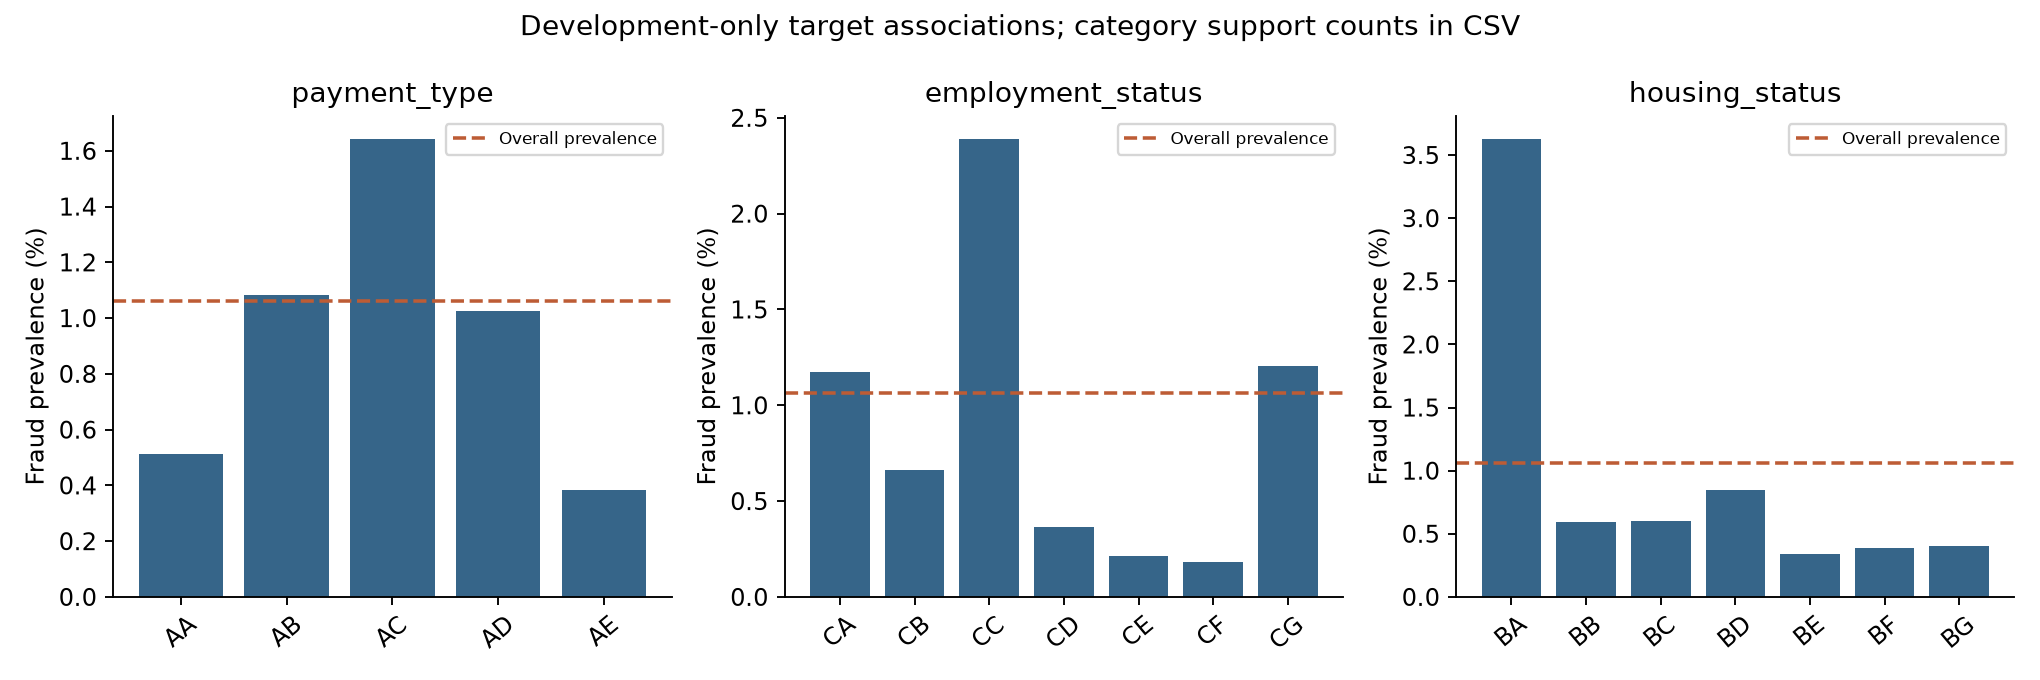 Development-only target associations; category support counts in CSV
payment_type
Overall prevalence
Fraud prevalence (%)
1.6
1.4
1.2
1.0
0.8
0.6
0.4
0.2
0.0
AA AB AC AD AE
employment_status
Overall prevalence
Fraud prevalence (%)
2.5
2.0
1.5
1.0
0.5
0.0
CA CB CC CD CE CF CG
housing_status
Overall prevalence
Fraud prevalence (%)
3.5
3.0
2.5
2.0
1.5
1.0
0.5
0.0
BA BB BC BD BE BF BG